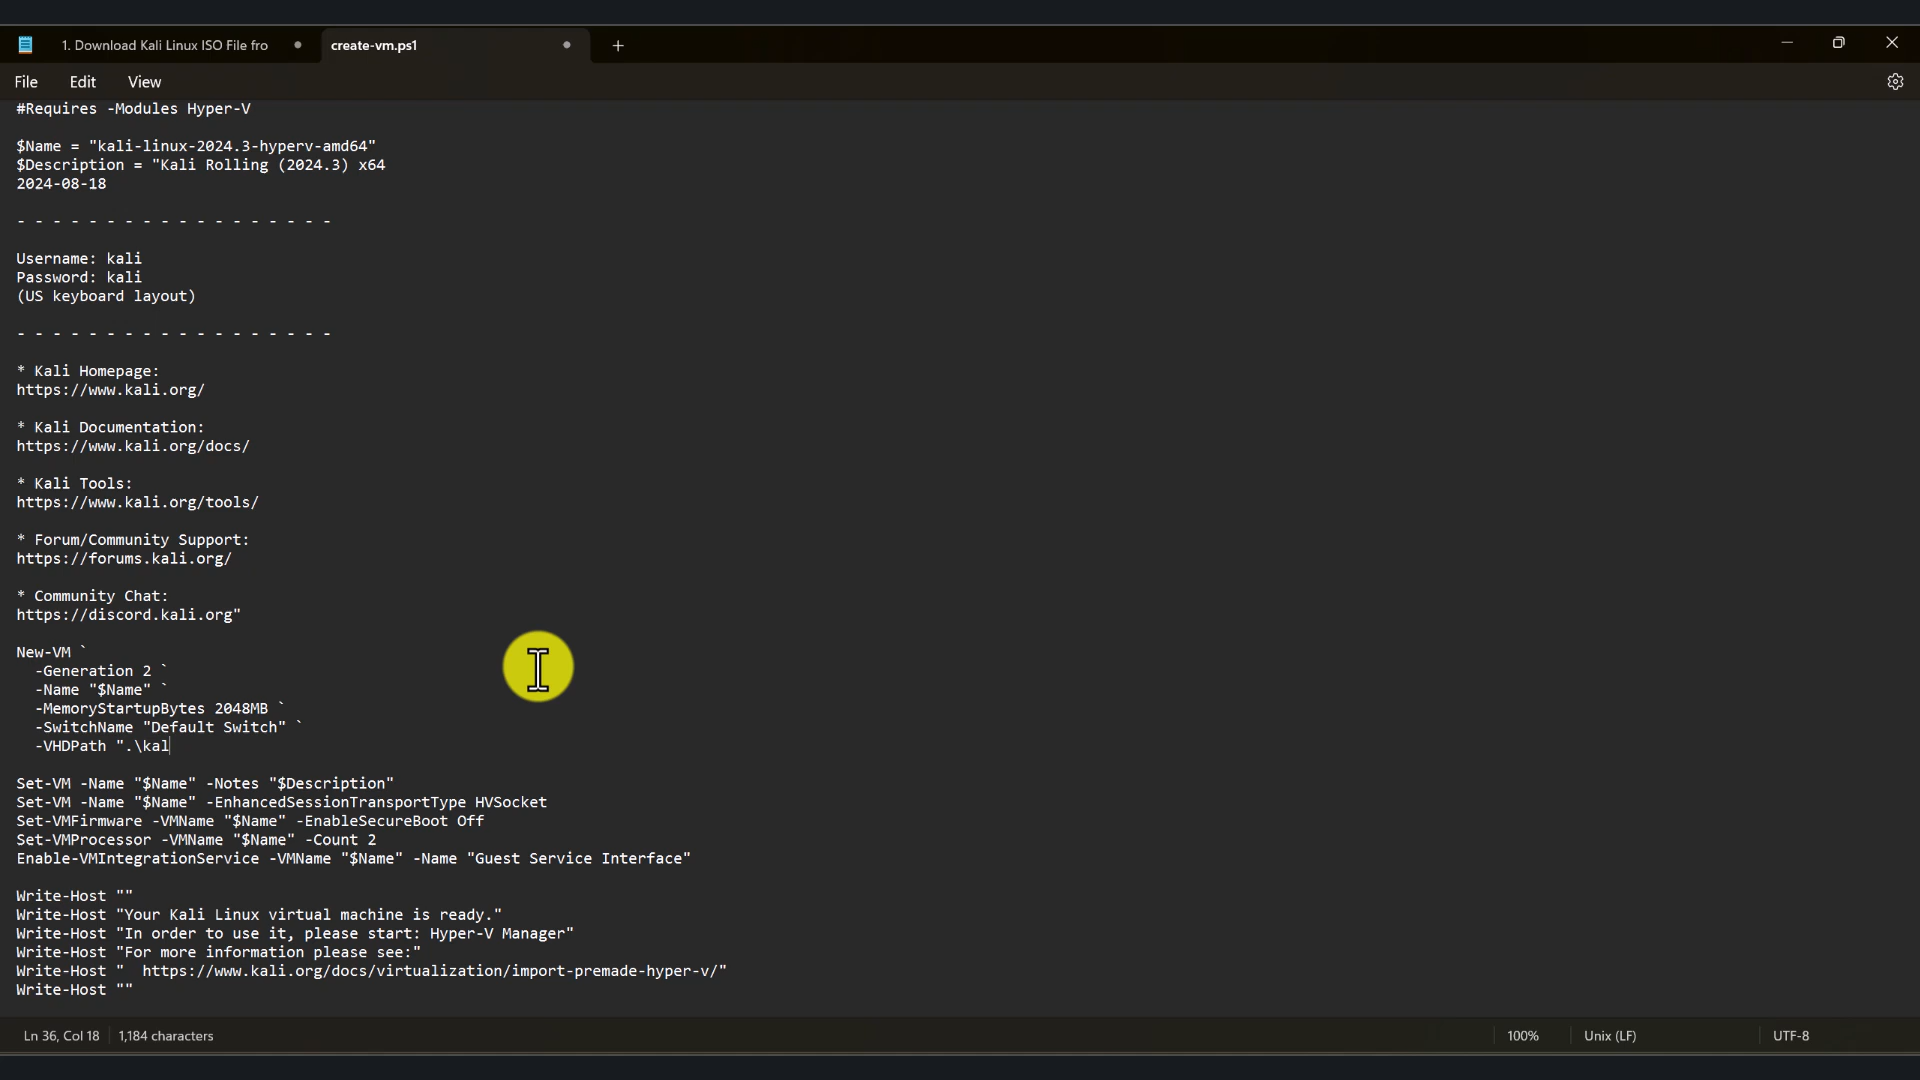 1. Download Kali Linux ISO File fro
create-vm.ps1
File Edit View
#Requires -Modules Hyper-V
$Name = "kali-linux-2024.3-hyperv-amd64"
$Description = "Kali Rolling (2024.3) x64
2024-08-18
- - - - - - - - - - - - - - - - - -
Username: kali
Password: kali
(US keyboard layout)
- - - - - - - - - - - - - - - - - -
* Kali Homepage:
https://www.kali.org/
* Kali Documentation:
https://www.kali.org/docs/
* Kali Tools:
https://www.kali.org/tools/
* Forum/Community Support:
https://forums.kali.org/
* Community Chat:
https://discord.kali.org"
New-VM `
  -Generation 2 `
  -Name "$Name" `
  -MemoryStartupBytes 2048MB `
  -SwitchName "Default Switch" `
  -VHDPath ".\kal
Set-VM -Name "$Name" -Notes "$Description"
Set-VM -Name "$Name" -EnhancedSessionTransportType HVSocket
Set-VMFirmware -VMName "$Name" -EnableSecureBoot Off
Set-VMProcessor -VMName "$Name" -Count 2
Enable-VMIntegrationService -VMName "$Name" -Name "Guest Service Interface"
Write-Host ""
Write-Host "Your Kali Linux virtual machine is ready."
Write-Host "In order to use it, please start: Hyper-V Manager"
Write-Host "For more information please see:"
Write-Host "  https://www.kali.org/docs/virtualization/import-premade-hyper-v/"
Write-Host ""
Ln 36, Col 18 1,184 characters 100% Unix (LF) UTF-8